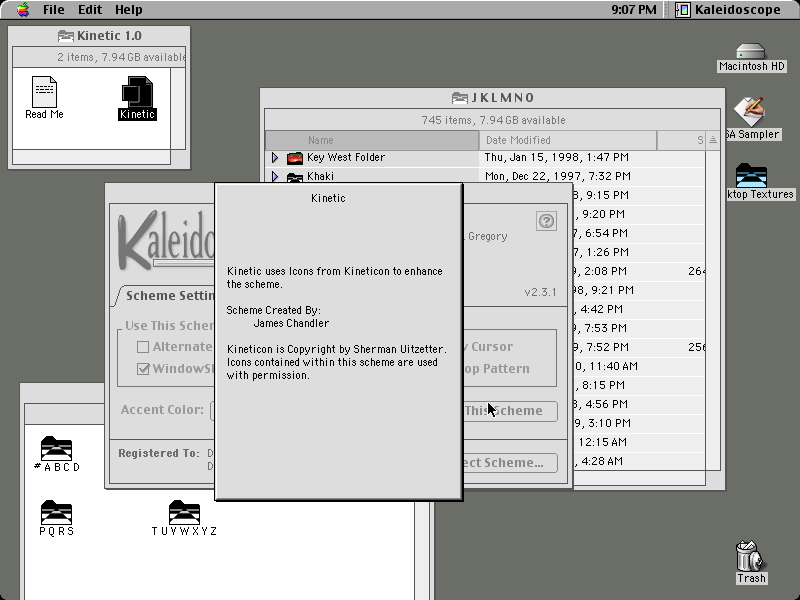 File Edit Help
9:07 PM
Kaleidoscope
Kinetic 1.0
2 items, 7.94 GB available
Read Me
Kinetic
JKLMNO
745 items, 7.94 GB available
Name
Date Modified
S
Key West Folder
Thu, Jan 15, 1998, 1:47 PM
Khaki
Mon, Dec 22, 1997, 7:32 PM
9:15 PM
, 9:20 PM
7, 6:54 PM
7, 1:26 PM
9, 2:08 PM
264
98, 9:21 PM
, 4:42 PM
, 7:53 PM
, 7:52 PM
256
0, 11:40 AM
, 8:15 PM
8, 4:56 PM
9, 3:10 PM
, 12:15 AM
, 4:28 AM
Macintosh HD
SA Sampler
ktop Textures
Trash
Kaleido
. Gregory
v2.3.1
Scheme Settin
Use This Schem
Alternate
WindowSh
y Cursor
op Pattern
Accent Color:
This Scheme
Registered To: D
D
ect Scheme...
Kinetic
Kinetic uses Icons from Kineticon to enhance
the scheme.
Scheme Created By:
James Chandler
Kineticon is Copyright by Sherman Uitzetter.
Icons contained within this scheme are used
with permission.
#ABCD
PQRS
TUVWXYZ